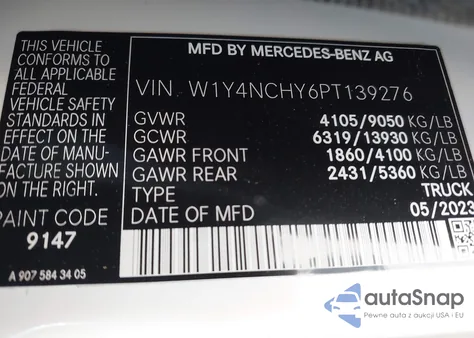 THIS VEHICLE
CONFORMS TO
ALL APPLICABLE
FEDERAL
VEHICLE SAFETY
STANDARDS IN
EFFECT ON THE
DATE OF MANU-
FACTURE SHOWN
ON THE RIGHT.
PAINT CODE
9147
A 907 584 34 05
MFD BY MERCEDES-BENZ AG
VIN W1Y4NCHY6PT139276
GVWR 4105/9050 KG/LB
GCWR 6319/13930 KG/LB
GAWR FRONT 1860/4100 KG/LB
GAWR REAR 2431/5360 KG/LB
TYPE TRUCK
DATE OF MFD 05/2023
autoSnap
Pewne auta z aukcji USA i EU